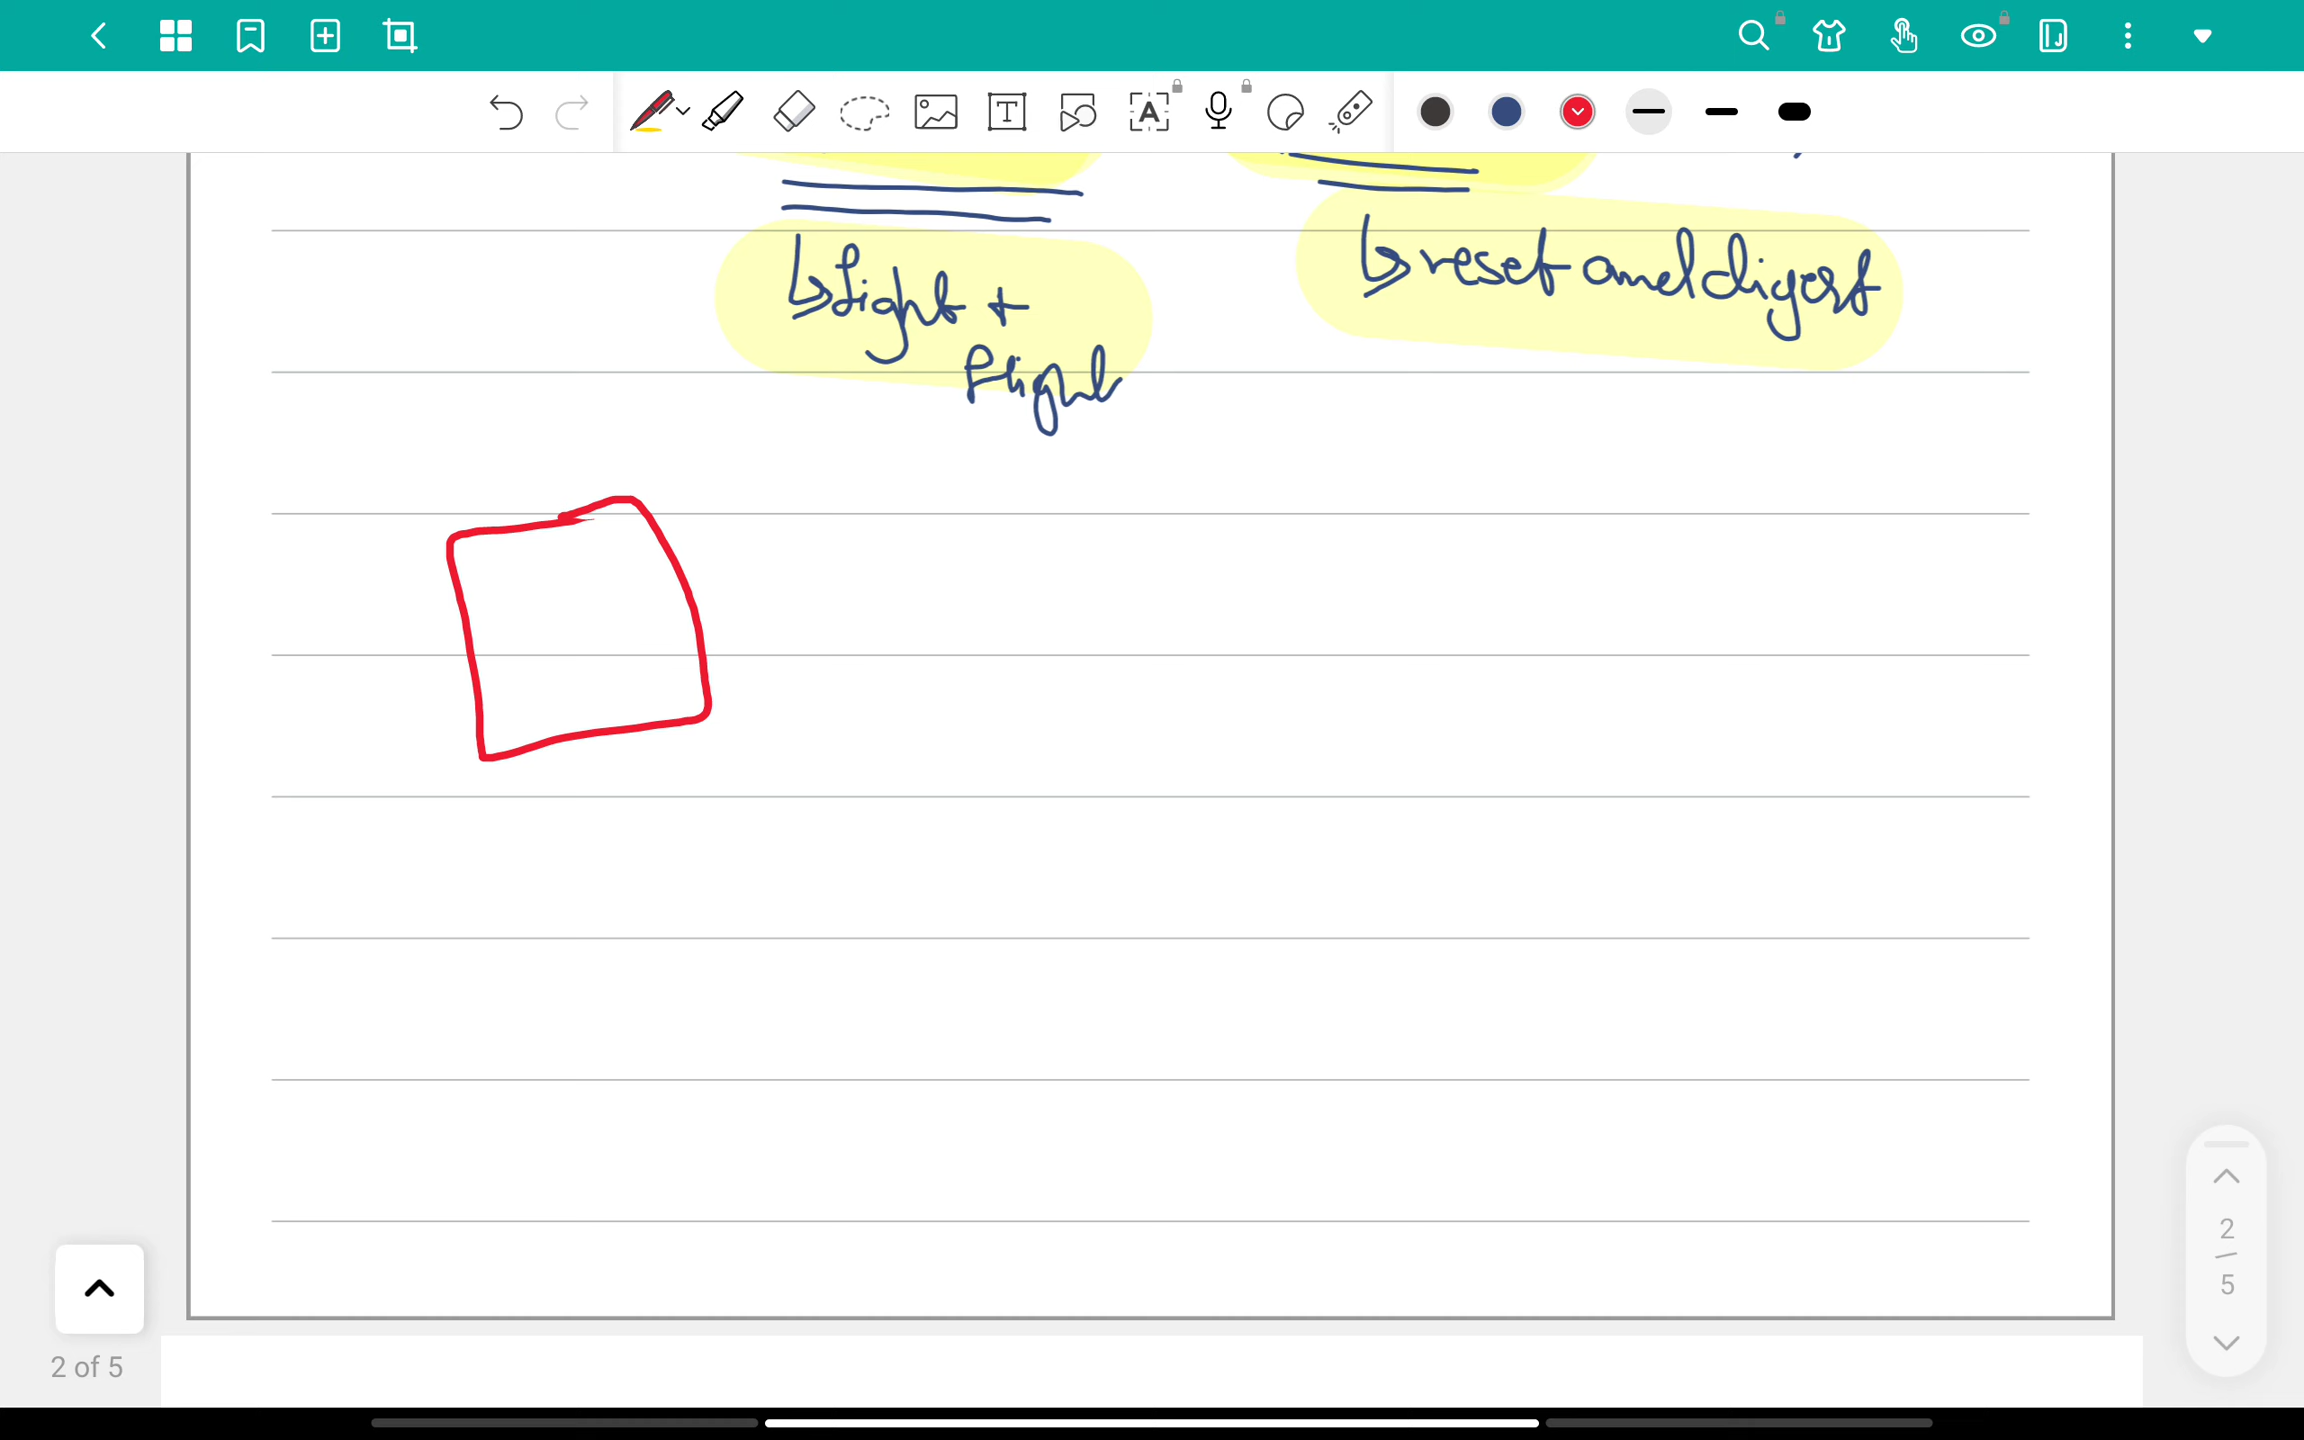 ↳ fight +
flight
↳ reset and digest
2
/
5
2 of 5